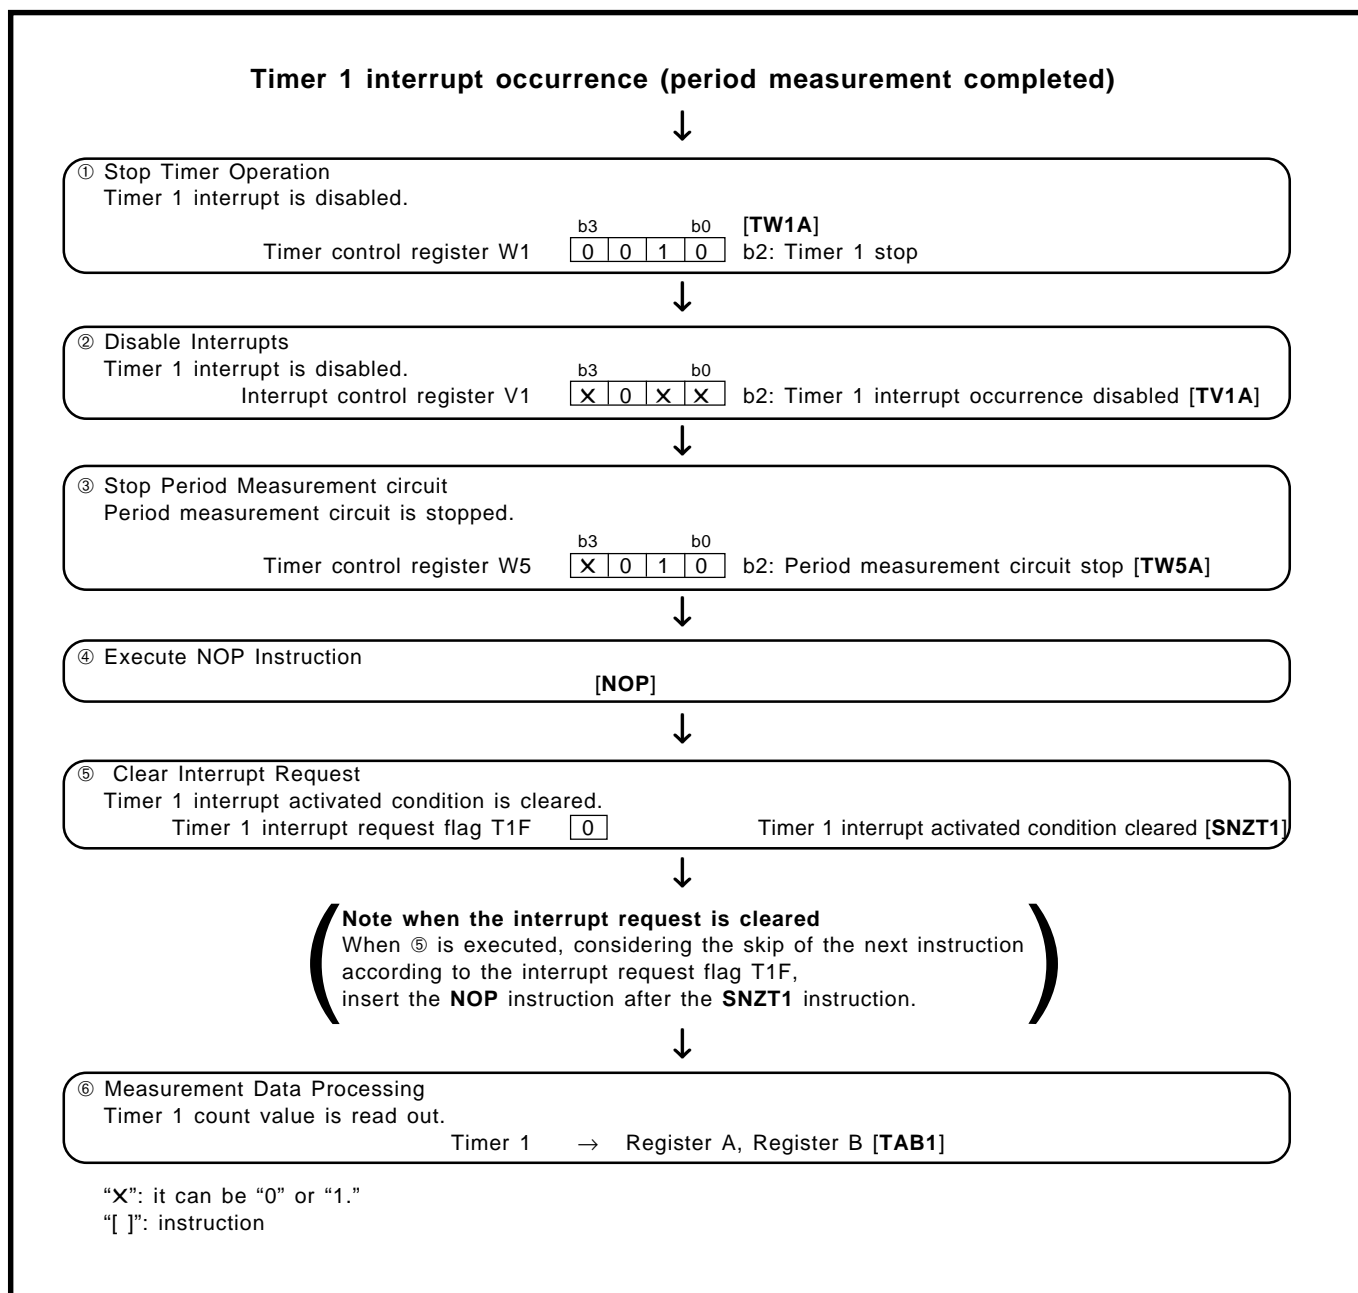 Timer 1 interrupt occurrence (period measurement completed)
↓
① Stop Timer Operation
Timer 1 interrupt is disabled.
b3 b0 [TW1A]
Timer control register W1 0 0 1 0 b2: Timer 1 stop
↓
② Disable Interrupts
Timer 1 interrupt is disabled. b3 b0
Interrupt control register V1 X 0 X X b2: Timer 1 interrupt occurrence disabled [TV1A]
↓
③ Stop Period Measurement circuit
Period measurement circuit is stopped.
b3 b0
Timer control register W5 X 0 1 0 b2: Period measurement circuit stop [TW5A]
↓
④ Execute NOP Instruction
[NOP]
↓
⑤ Clear Interrupt Request
Timer 1 interrupt activated condition is cleared.
Timer 1 interrupt request flag T1F 0 Timer 1 interrupt activated condition cleared [SNZT1]
↓
Note when the interrupt request is cleared
When ⑤ is executed, considering the skip of the next instruction
according to the interrupt request flag T1F,
insert the NOP instruction after the SNZT1 instruction.
↓
⑥ Measurement Data Processing
Timer 1 count value is read out.
Timer 1 → Register A, Register B [TAB1]
“X”: it can be “0” or “1.”
“[ ]”: instruction